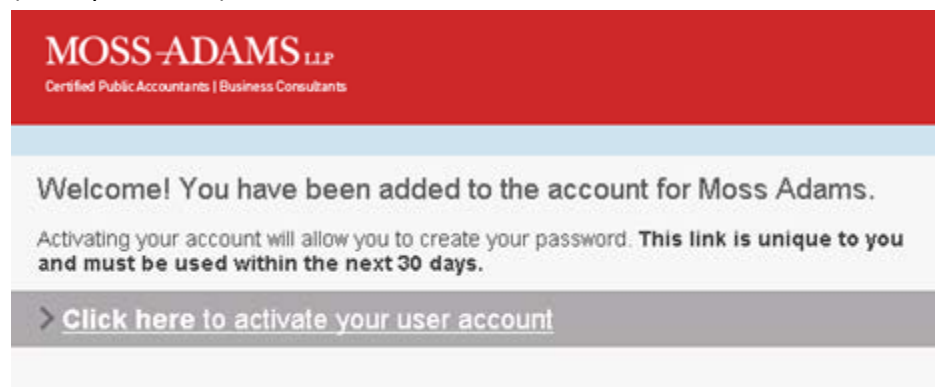 MOSS-ADAMS LLP
Certified Public Accountants | Business Consultants
Welcome! You have been added to the account for Moss Adams.
Activating your account will allow you to create your password. This link is unique to you
and must be used within the next 30 days.
> Click here to activate your user account